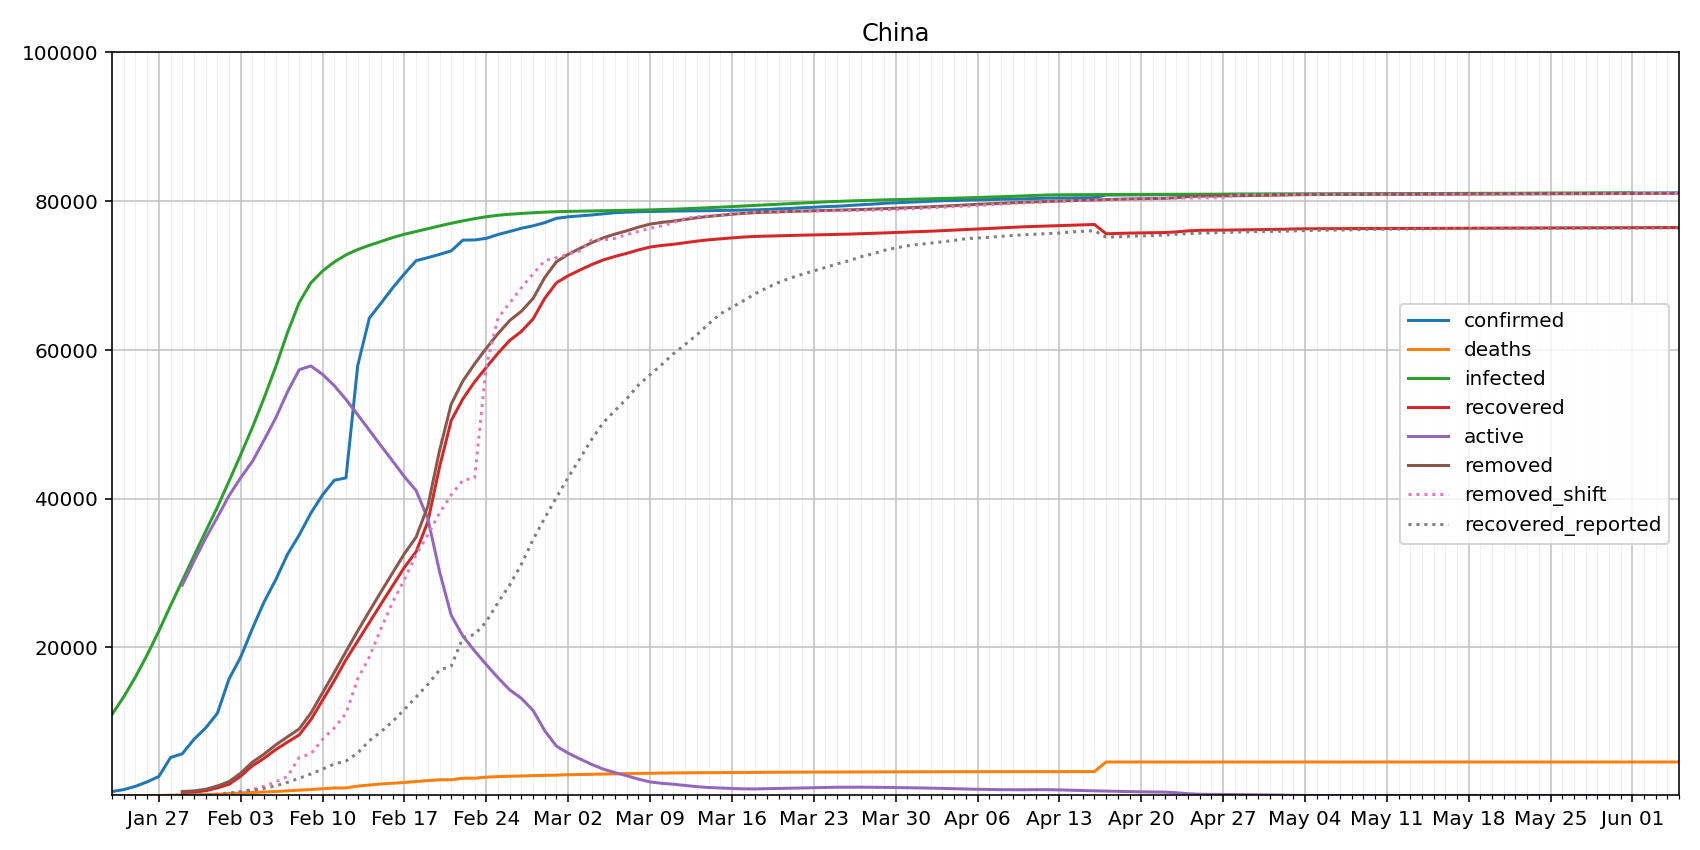 China
100000
80000
60000
40000
20000
confirmed
deaths
infected
recovered
active
removed
removed_shift
recovered_reported
Jan 27 Feb 03 Feb 10 Feb 17 Feb 24 Mar 02 Mar 09 Mar 16 Mar 23 Mar 30 Apr 06 Apr 13 Apr 20 Apr 27 May 04 May 11 May 18 May 25 Jun 01